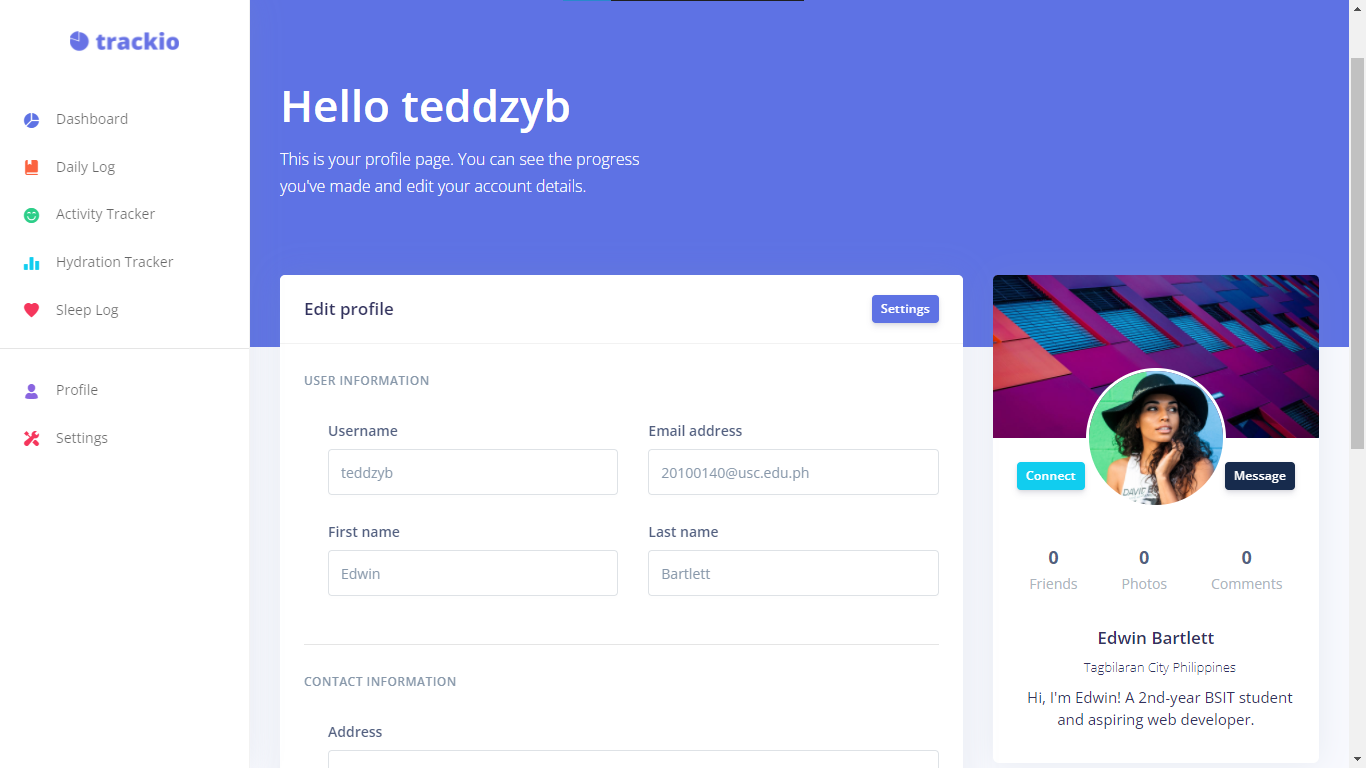 trackio
Dashboard
Daily Log
Activity Tracker
Hydration Tracker
Sleep Log
Profile
Settings
Hello teddzyb
This is your profile page. You can see the progress
you've made and edit your account details.
Edit profile
Settings
USER INFORMATION
Username
Email address
teddzyb
20100140@usc.edu.ph
First name
Last name
Edwin
Bartlett
CONTACT INFORMATION
Address
Connect
Message
0
0
0
Friends
Photos
Comments
Edwin Bartlett
Tagbilaran City Philippines
Hi, I'm Edwin! A 2nd-year BSIT student
and aspiring web developer.